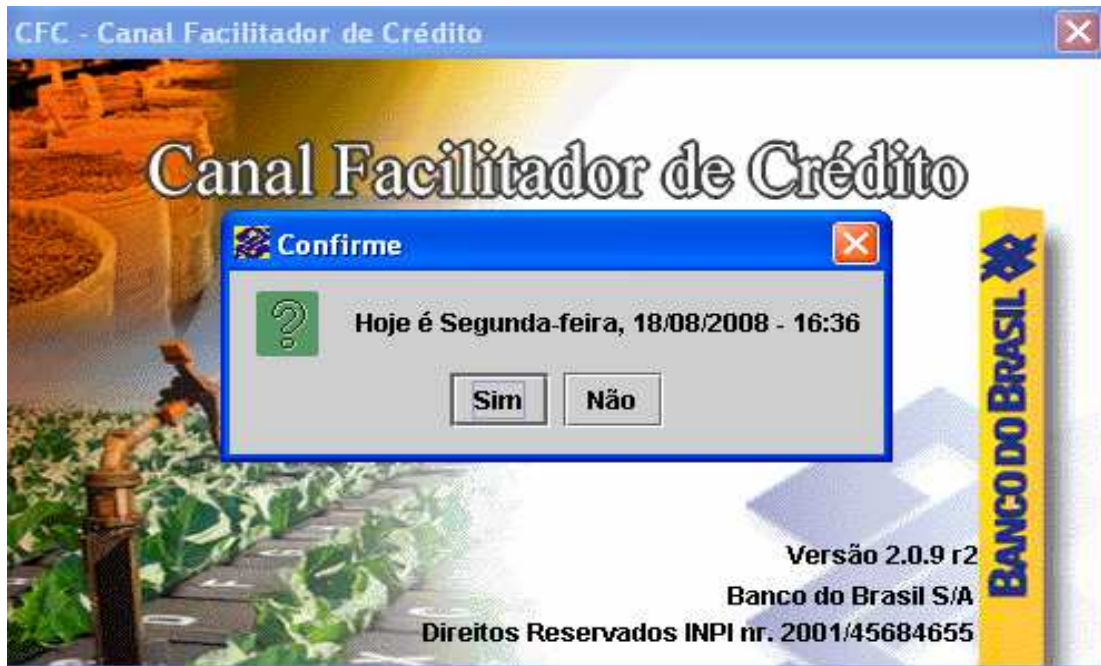 CFC - Canal Facilitador de Crédito
Canal Facilitador de Crédito
Confirme
Hoje é Segunda-feira, 18/08/2008 - 16:36
Sim Não
BANCO DO BRASIL
Versão 2.0.9 r2
Banco do Brasil S/A
Direitos Reservados INPI nr. 2001/45684655